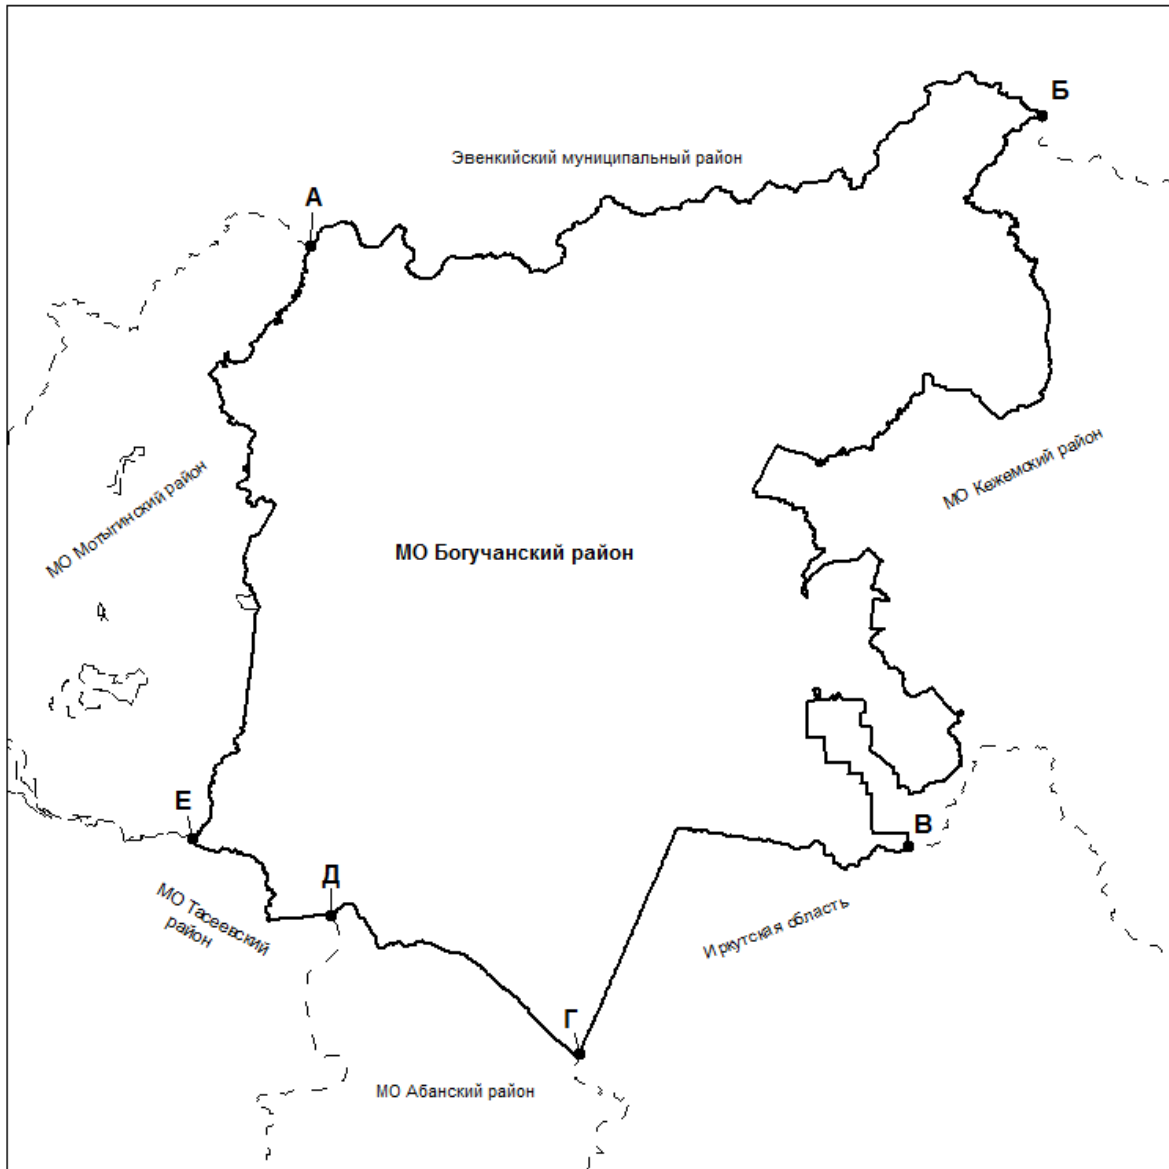 Б
Эвенкийский муниципальный район
А
МО Кежемский район
МО Мотыгинский район
МО Богучанский район
Е
В
Д
МО Тасеевский
район
Иркутская область
Г
МО Абанский район